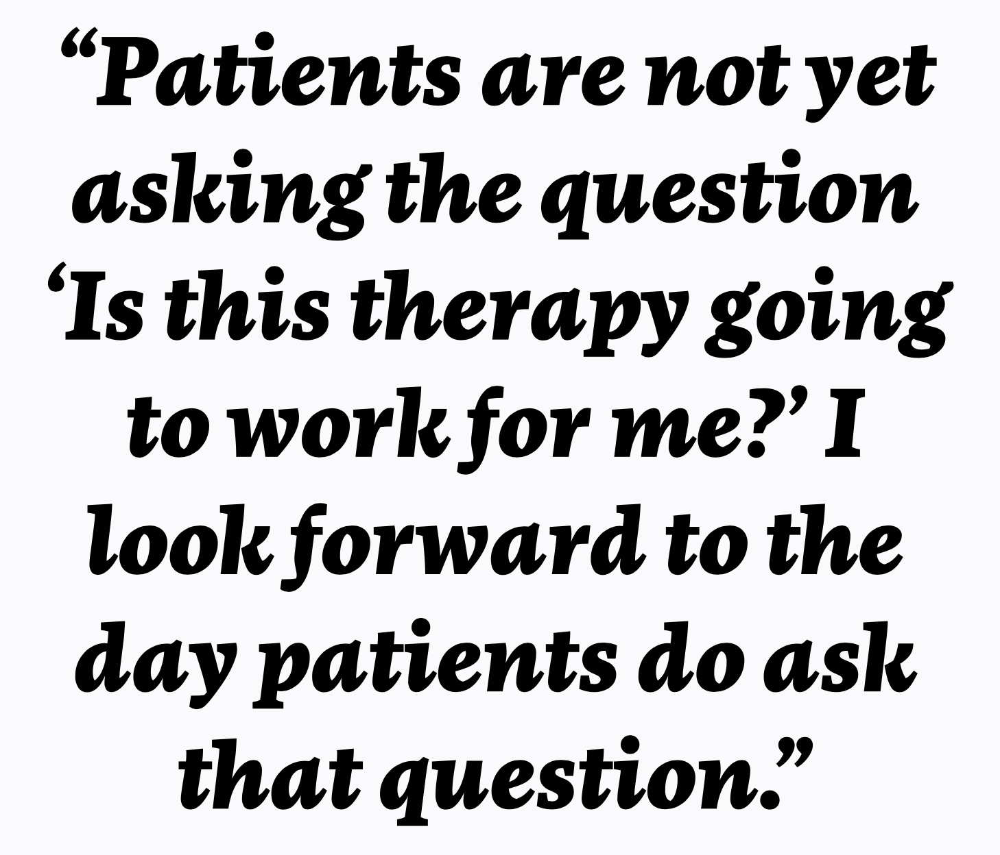 “Patients are not yet
asking the question
‘Is this therapy going
to work for me?’ I
look forward to the
day patients do ask
that question.”